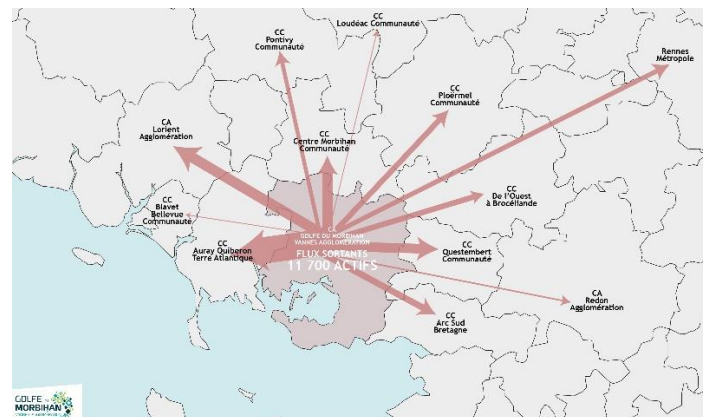 CC
Loudéac Communauté
CC
Pontivy
Communauté
Rennes
Métropole
CC
Ploërmel
Communauté
CA
Lorient
Agglomération
CC
Centre Morbihan
Communauté
CC
De l'Ouest
à Brocéliande
CC
Blavet
Bellevue
Communauté
CA
GOLFE DU MORBIHAN
VANNES AGGLOMÉRATION
FLUX SORTANTS
11 700 ACTIFS
CC
Auray Quiberon
Terre Atlantique
CC
Questembert
Communauté
CA
Redon
Agglomération
CC
Arc Sud
Bretagne
GOLFE DU
MORBIHAN